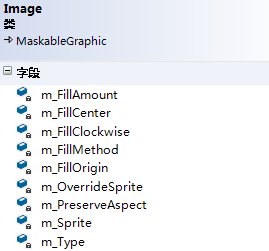 Image
类
MaskableGraphic
字段
m_FillAmount
m_FillCenter
m_FillClockwise
m_FillMethod
m_FillOrigin
m_OverrideSprite
m_PreserveAspect
m_Sprite
m_Type